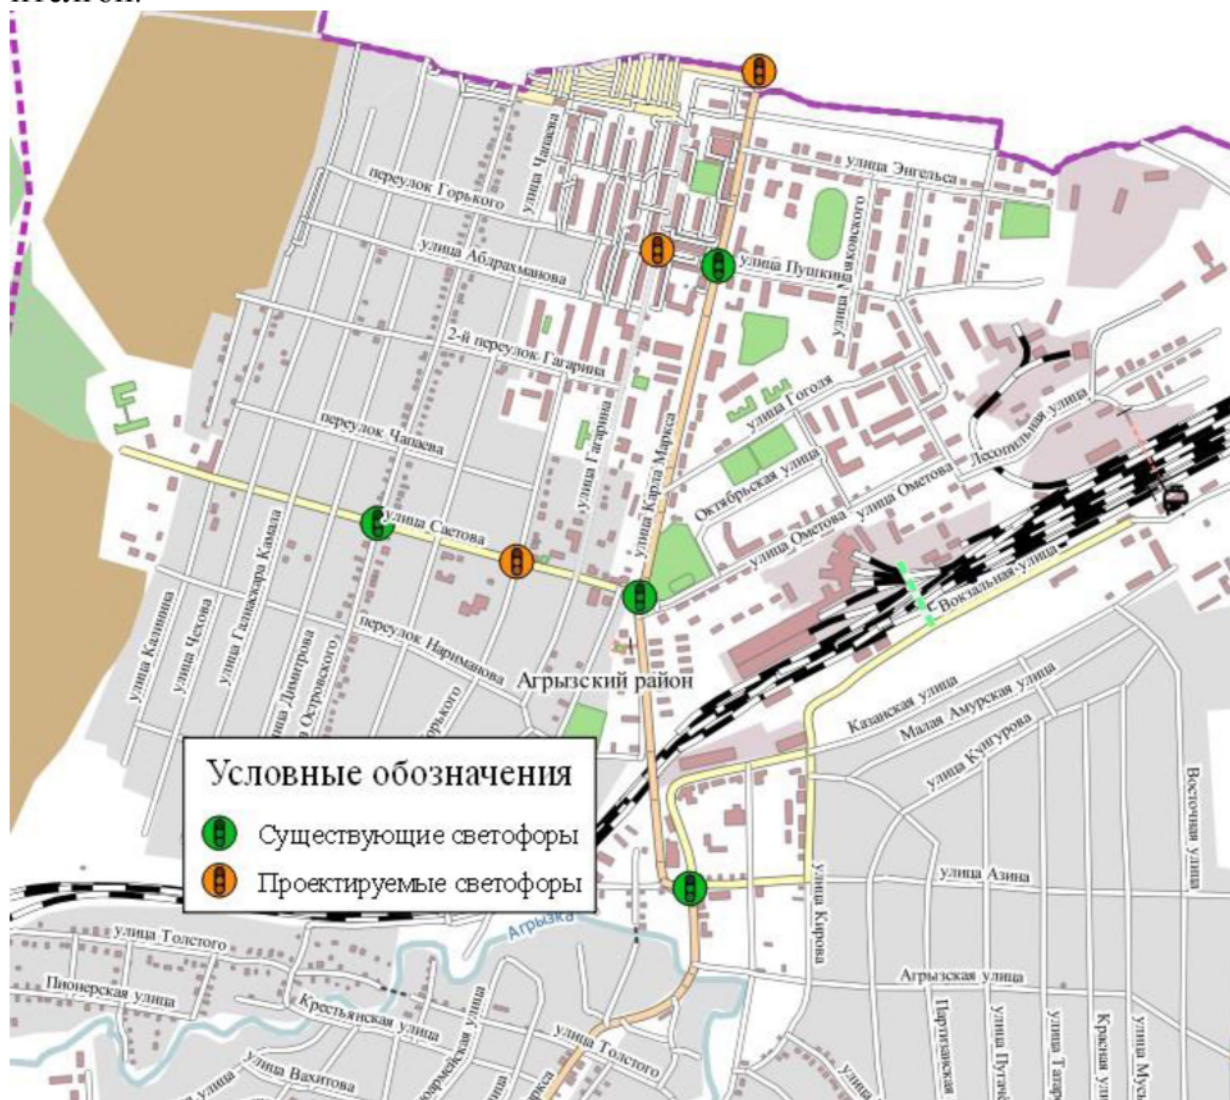 улица Чапаева
улица Энгельса
переулок Горького
улица Абдрахманова
улица Пушкина
2-й переулок Гагарина
улица Гоголя
Лесопильная улица
переулок Чапаева
улица Гагарина
улица Карла Маркса
Октябрьская улица
улица Ометова
улица Ометова
улица Саетова
Вокзальная улица
улица Калинина
улица Чехова
улица Галиаскара Камала
переулок Нариманова
Агрызский район
Казанская улица
Малая Амурская улица
улица Кунгурова
Восточная улица
Условные обозначения
Существующие светофоры
Проектируемые светофоры
улица Азина
улица Кирова
Агрызка
улица Толстого
Пионерская улица
Крестьянская улица
улица Толстого
улица Вахитова
Агрызская улица
Партизанская
Красная ул
улица
улица